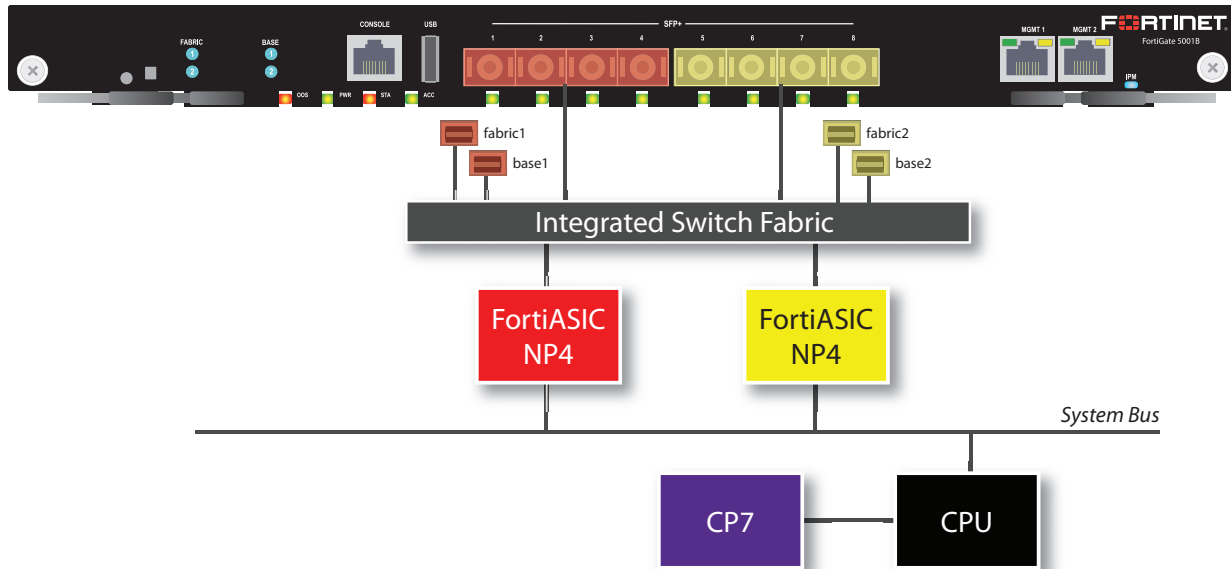 FORTINET
FortiGate 5001B
CONSOLE
USB
SFP+
1 2 3 4 5 6 7 8
MGMT 1
MGMT 2
FABRIC
BASE
1
1
2
2
IPM
OOS
PWR
STA
ACC
fabric1
base1
fabric2
base2
Integrated Switch Fabric
FortiASIC
NP4
FortiASIC
NP4
System Bus
CP7
CPU